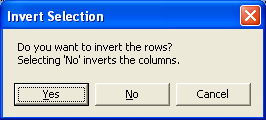 Invert Selection
Do you want to invert the rows?
Selecting 'No' inverts the columns.
Yes No Cancel